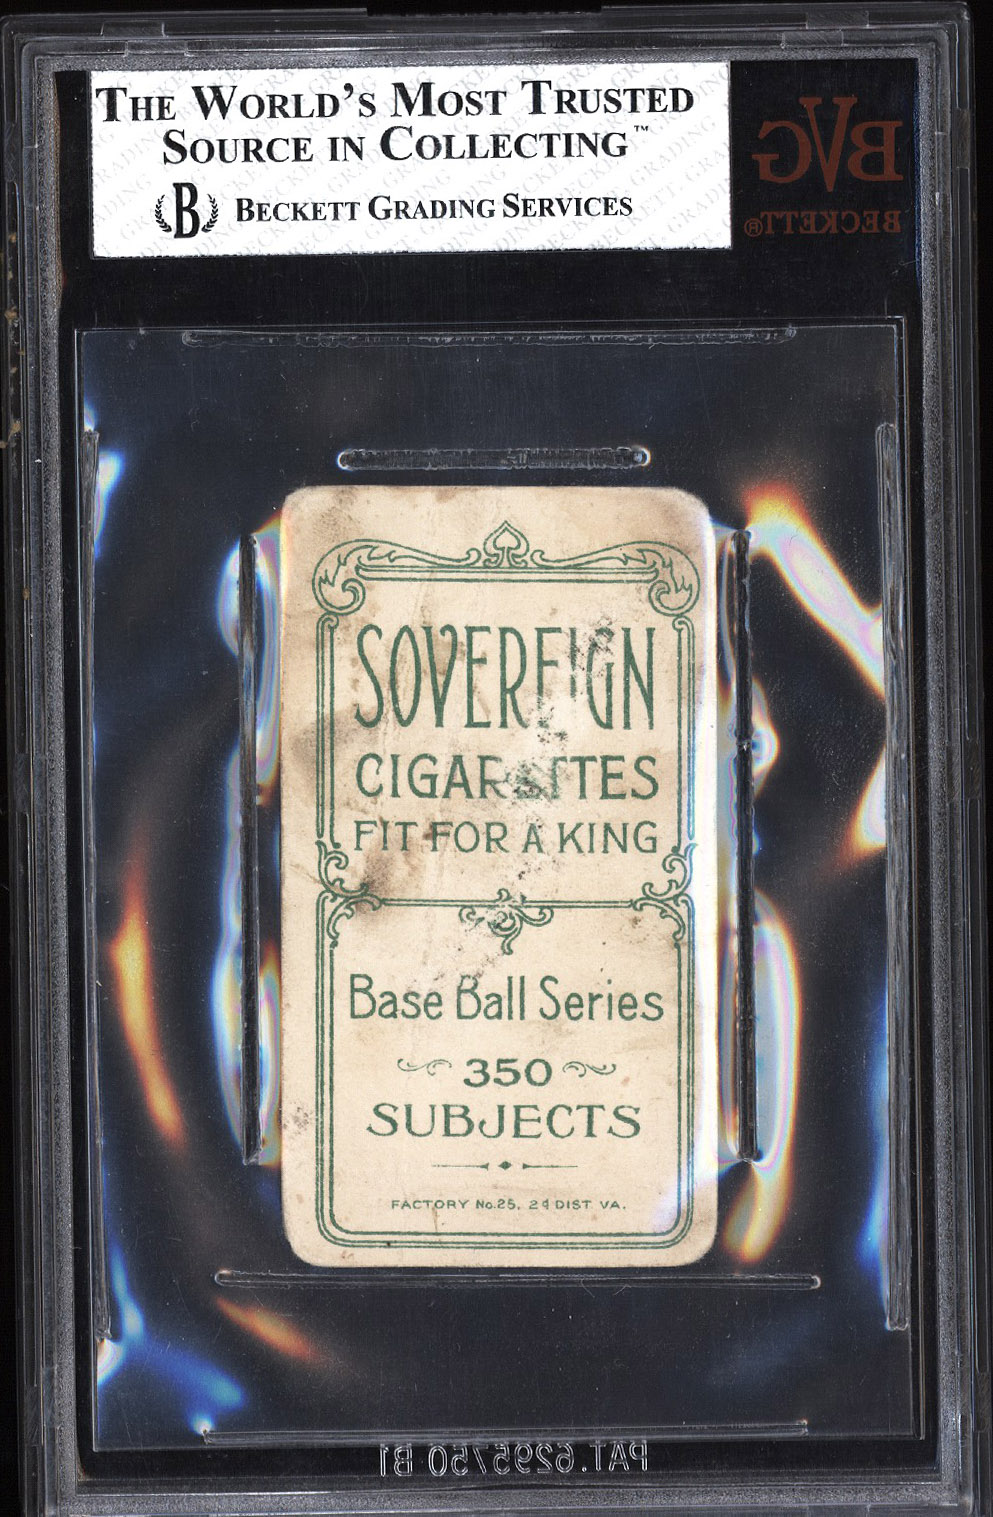 THE WORLD'S MOST TRUSTED
SOURCE IN COLLECTING™
B BECKETT GRADING SERVICES
BVG
BECKETT®
SOVEREIGN
CIGARETTES
FIT FOR A KING
Base Ball Series
350
SUBJECTS
FACTORY No.25, 2d DIST. VA.
PAT. 6295750 B1